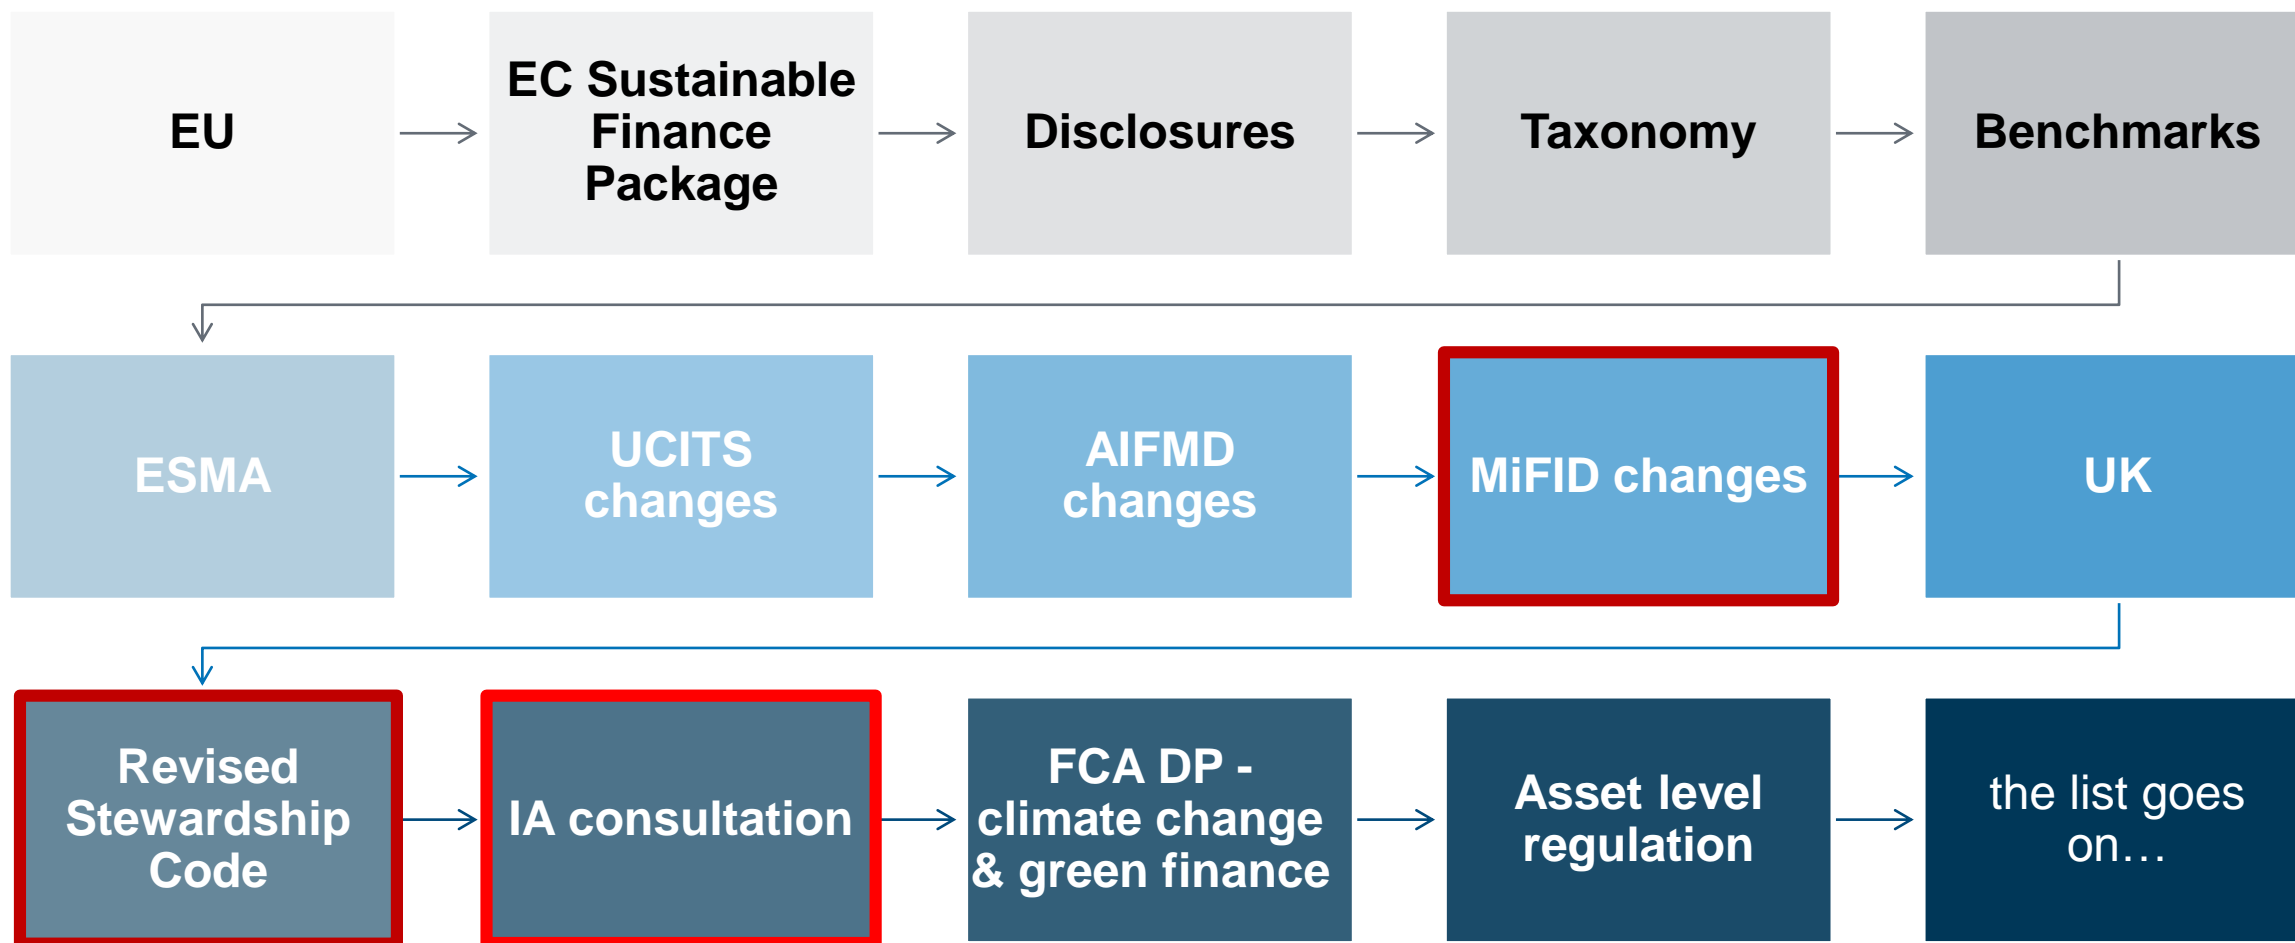 EU
EC Sustainable
Finance
Package
Disclosures
Taxonomy
Benchmarks
ESMA
UCITS
changes
AIFMD
changes
MiFID changes
UK
Revised
Stewardship
Code
IA consultation
FCA DP -
climate change
& green finance
Asset level
regulation
the list goes
on…